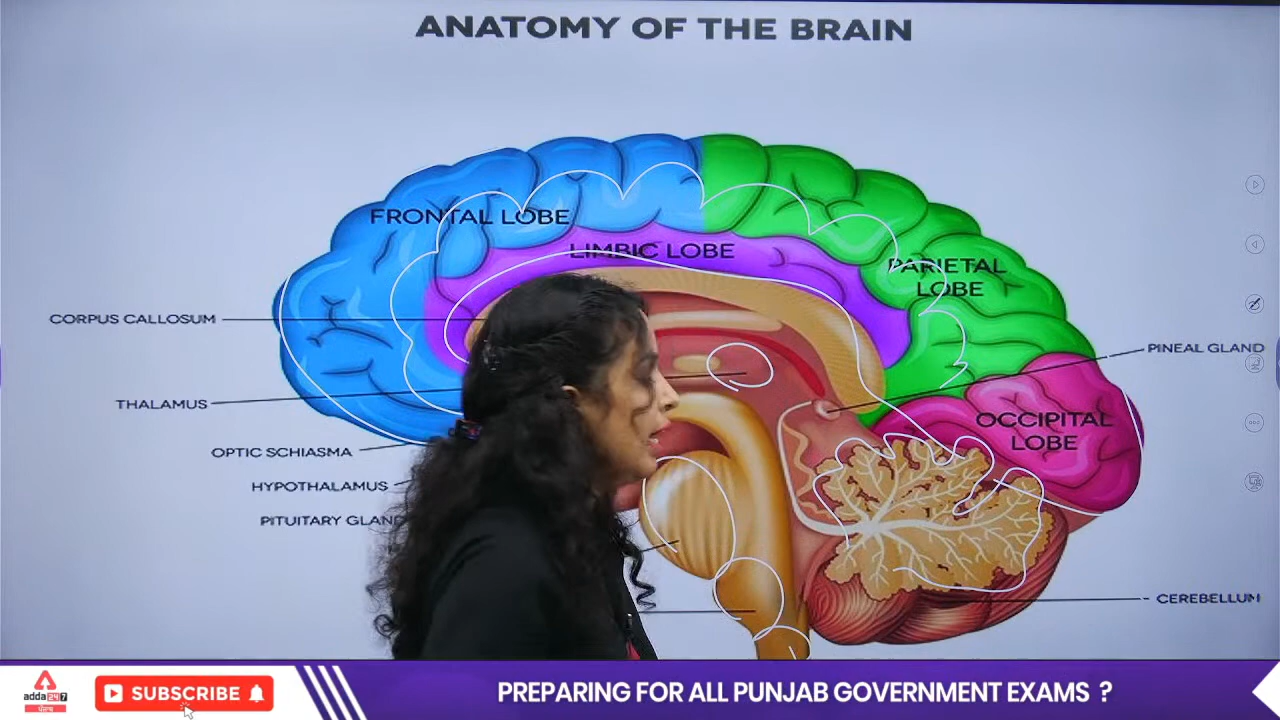 ANATOMY OF THE BRAIN
FRONTAL LOBE
LIMBIC LOBE
PARIETAL
LOBE
CORPUS CALLOSUM
PINEAL GLAND
THALAMUS
OCCIPITAL
LOBE
OPTIC SCHIASMA
HYPOTHALAMUS
PITUITARY GLAND
CEREBELLUM
adda247
ਪੰਜਾਬ
SUBSCRIBE
PREPARING FOR ALL PUNJAB GOVERNMENT EXAMS ?